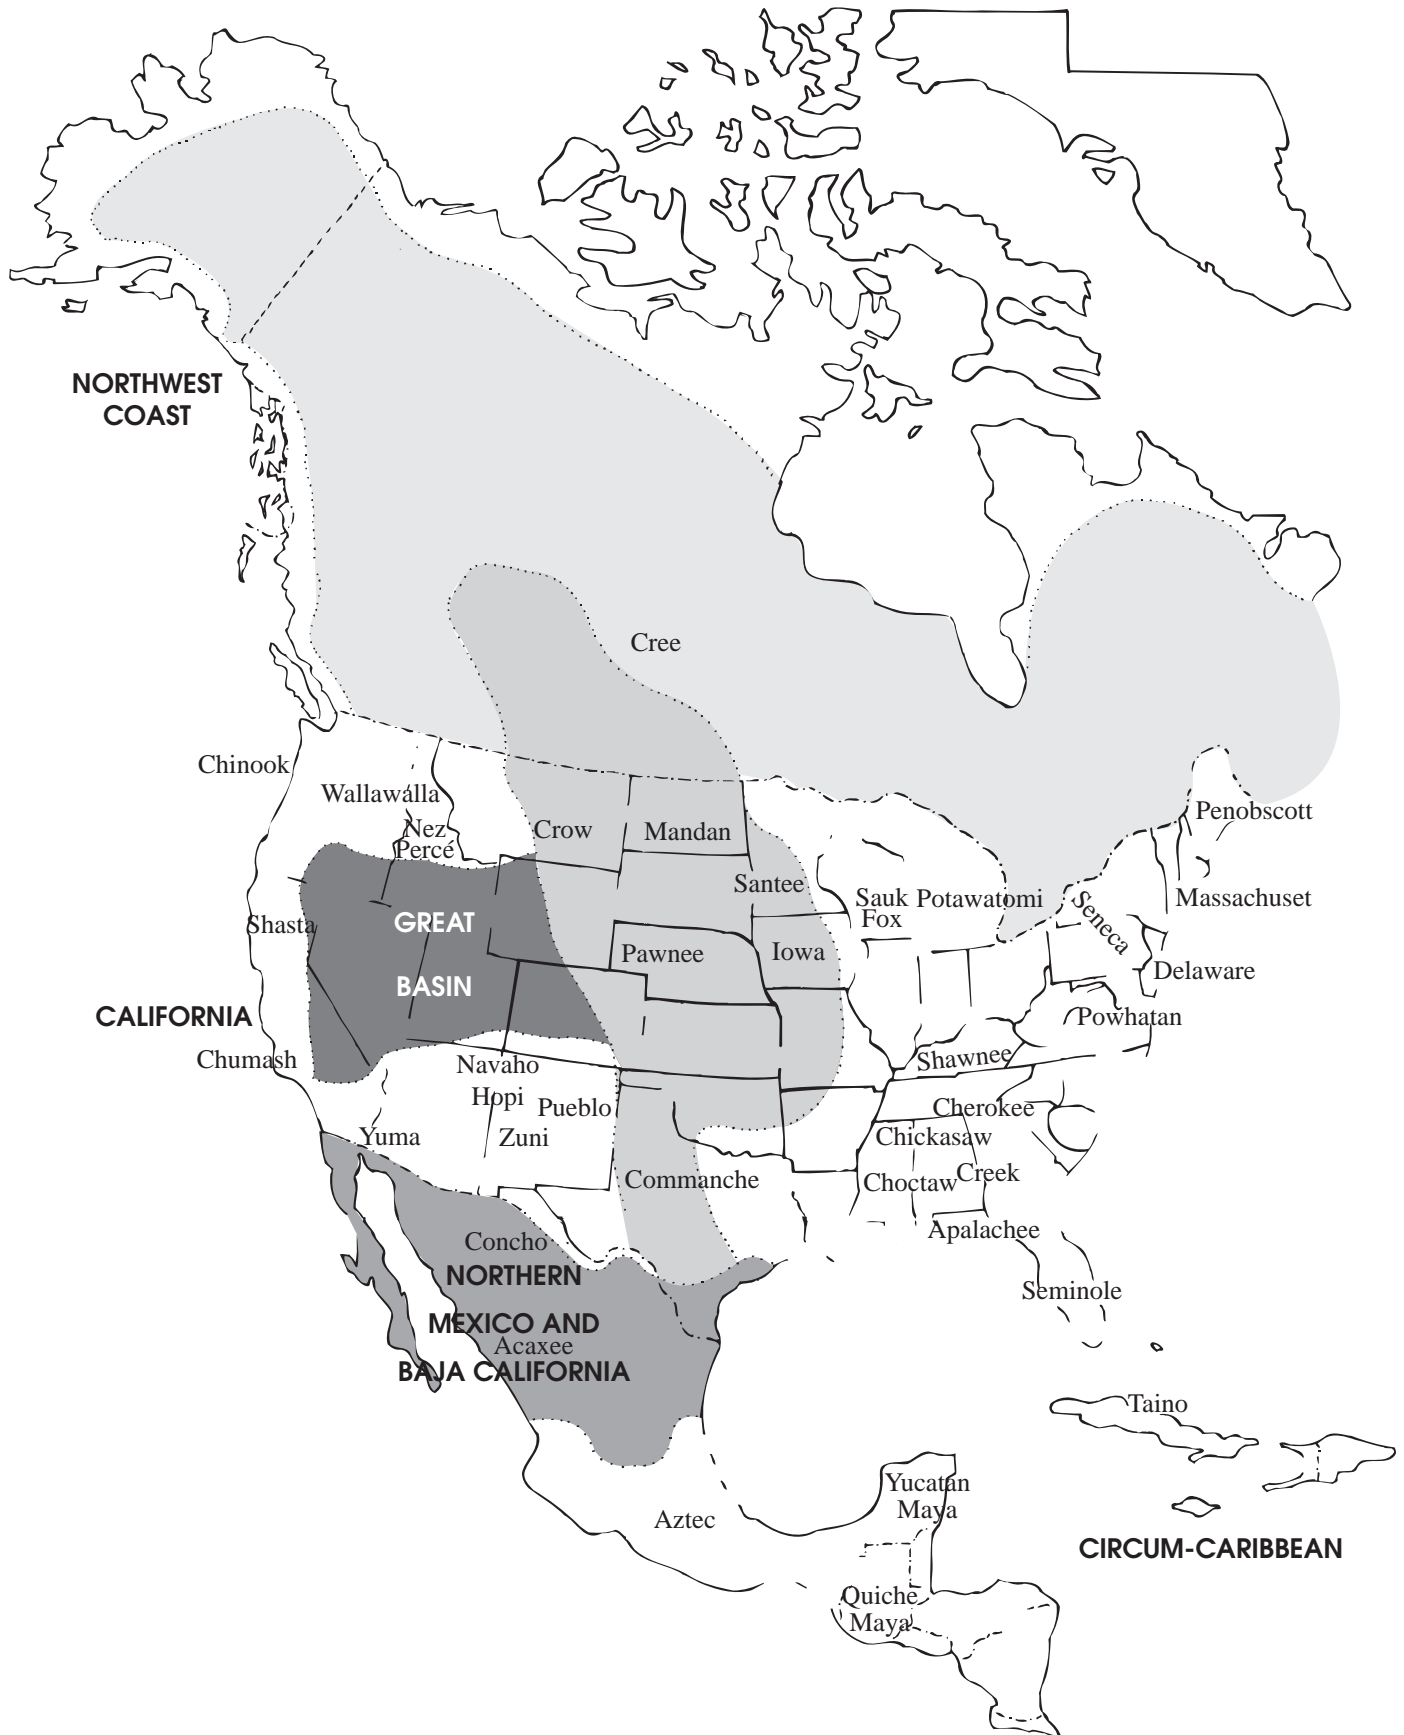 NORTHWEST
COAST
Cree
Chinook
Wallawalla
Nez
Percé
Crow
Mandan
Penobscott
Santee
Sauk
Fox
Potawatomi
Seneca
Massachuset
Shasta
GREAT
BASIN
Pawnee
Iowa
Delaware
CALIFORNIA
Powhatan
Chumash
Navaho
Shawnee
Hopi
Pueblo
Cherokee
Yuma
Zuni
Chickasaw
Commanche
Choctaw
Creek
Apalachee
Concho
NORTHERN
MEXICO AND
Acaxee
BAJA CALIFORNIA
Seminole
Taino
Yucatan
Maya
Aztec
CIRCUM-CARIBBEAN
Quiche
Maya